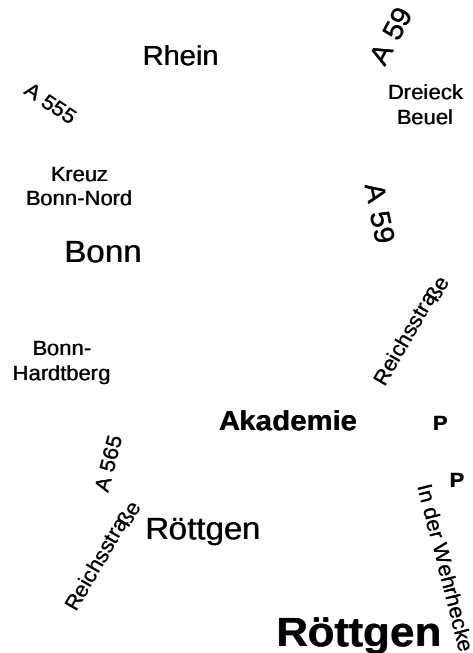 A 59
Rhein
A 555
Dreieck
Beuel
Kreuz
Bonn-Nord
A 59
Bonn
Reichsstraße
Bonn-
Hardtberg
Akademie
P
A 565
P
In der Wehrhecke
Reichsstraße
Röttgen
Röttgen